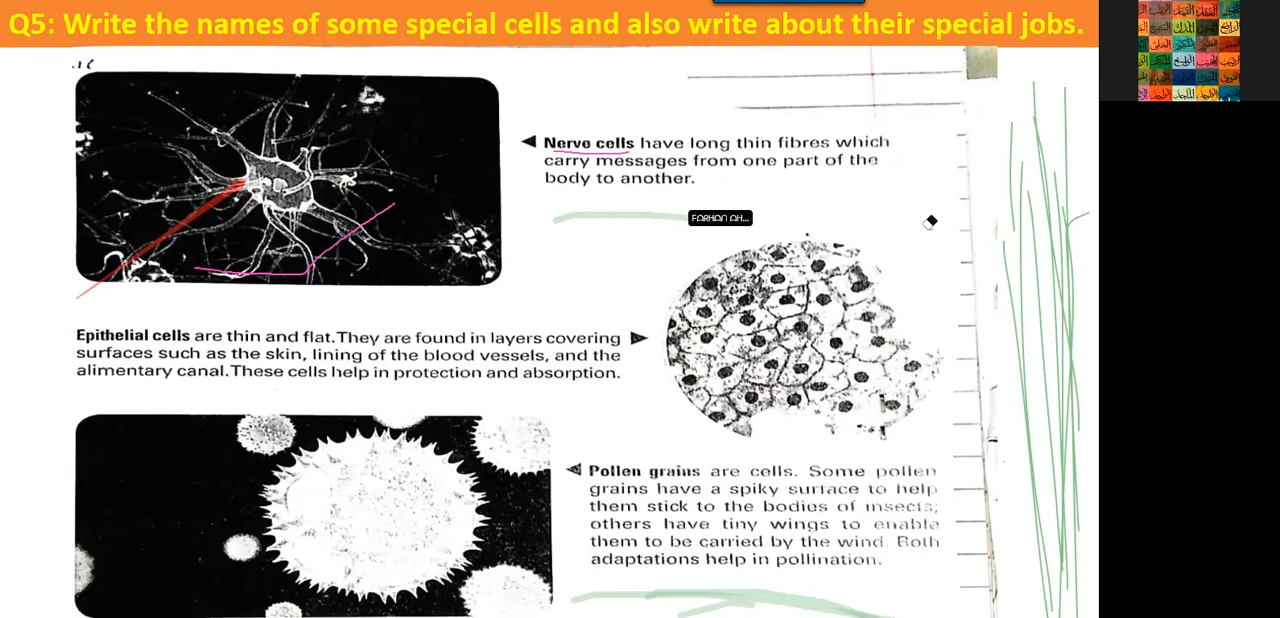 Q5: Write the names of some special cells and also write about their special jobs.
Nerve cells have long thin fibres which
carry messages from one part of the
body to another.
FARHAN AH...
Epithelial cells are thin and flat. They are found in layers covering
surfaces such as the skin, lining of the blood vessels, and the
alimentary canal. These cells help in protection and absorption.
Pollen grains are cells. Some pollen
grains have a spiky surface to help
them stick to the bodies of insects;
others have tiny wings to enable
them to be carried by the wind. Both
adaptations help in pollination.